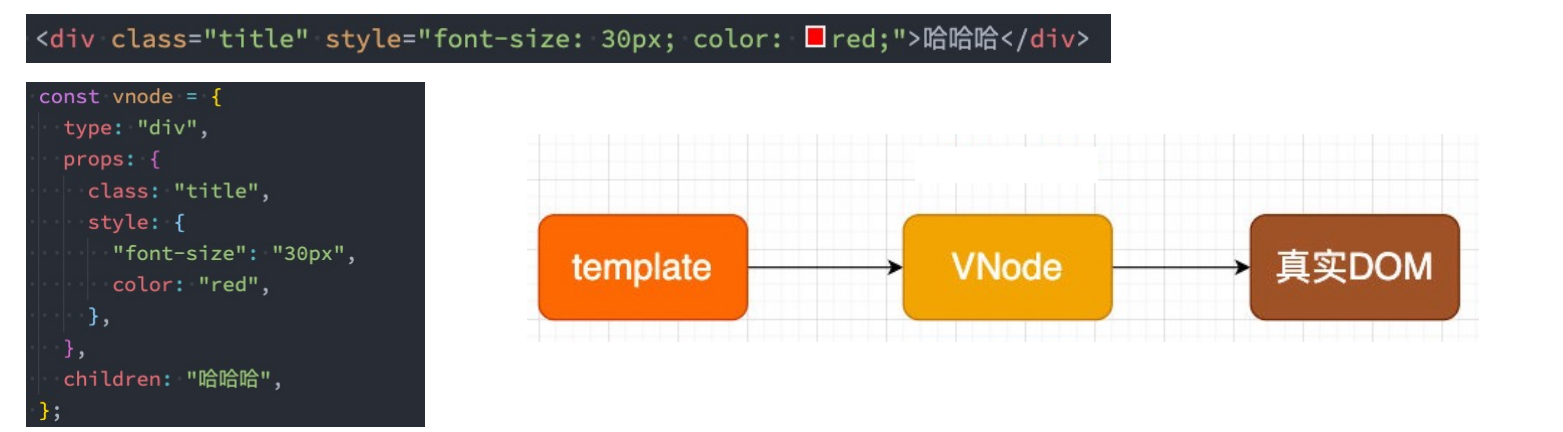 <div class="title" style="font-size: 30px; color: red;">哈哈哈</div>
const vnode = {
  type: "div",
  props: {
    class: "title",
    style: {
      "font-size": "30px",
      color: "red",
    },
  },
  children: "哈哈哈",
};
template
VNode
真实DOM